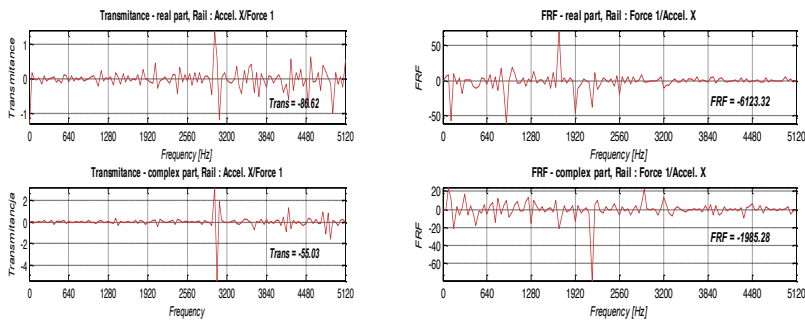 Transmitance - real part, Rail : Accel. X/Force 1
Transmitance
1
0
-1
Trans = -86.62
0 640 1280 1920 2560 3200 3840 4480 5120
Frequency [Hz]
FRF - real part, Rail : Force 1/Accel. X
FRF
50
0
-50
FRF = -6123.32
0 640 1280 1920 2560 3200 3840 4480 5120
Frequency [Hz]
Transmitance - complex part, Rail : Accel. X/Force 1
Transmitancja
2
0
-2
-4
Trans = -55.03
0 640 1280 1920 2560 3200 3840 4480 5120
Frequency
FRF - complex part, Rail : Force 1/Accel. X
FRF
20
0
-20
-40
-60
FRF = -1985.28
0 640 1280 1920 2560 3200 3840 4480 5120
Frequency [Hz]